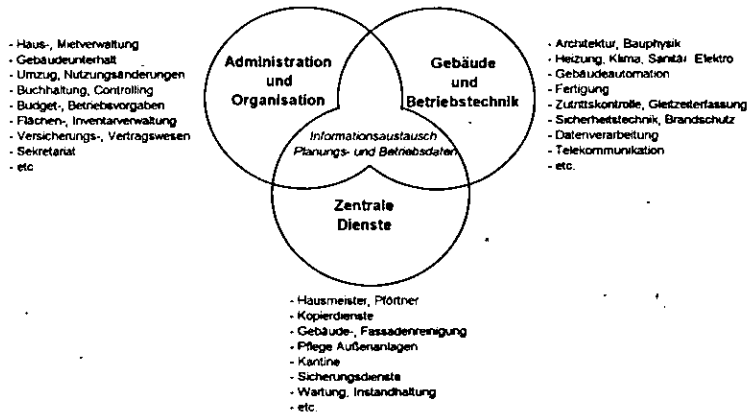 - Haus-, Mietverwaltung
- Gebäudeunterhalt
- Umzug, Nutzungsänderungen
- Buchhaltung, Controlling
- Budget-, Betriebsvorgaben
- Flächen-, Inventarverwaltung
- Versicherungs-, Vertragswesen
- Sekretariat
- etc
Administration
und
Organisation
Gebäude
und
Betriebstechnik
- Architektur, Bauphysik
- Heizung, Klima, Sanitär Elektro
- Gebäudeautomation
- Fertigung
- Zutrittskontrolle, Gleitzeiterfassung
- Sicherheitstechnik, Brandschutz
- Datenverarbeitung
- Telekommunikation
- etc.
Informationsaustausch
Planungs- und Betriebsdaten
Zentrale
Dienste
- Hausmeister, Pförtner
- Kopierdienste
- Gebäude-, Fassadenreinigung
- Pflege Außenanlagen
- Kantine
- Sicherungsdienste
- Wartung, Instandhaltung
- etc.